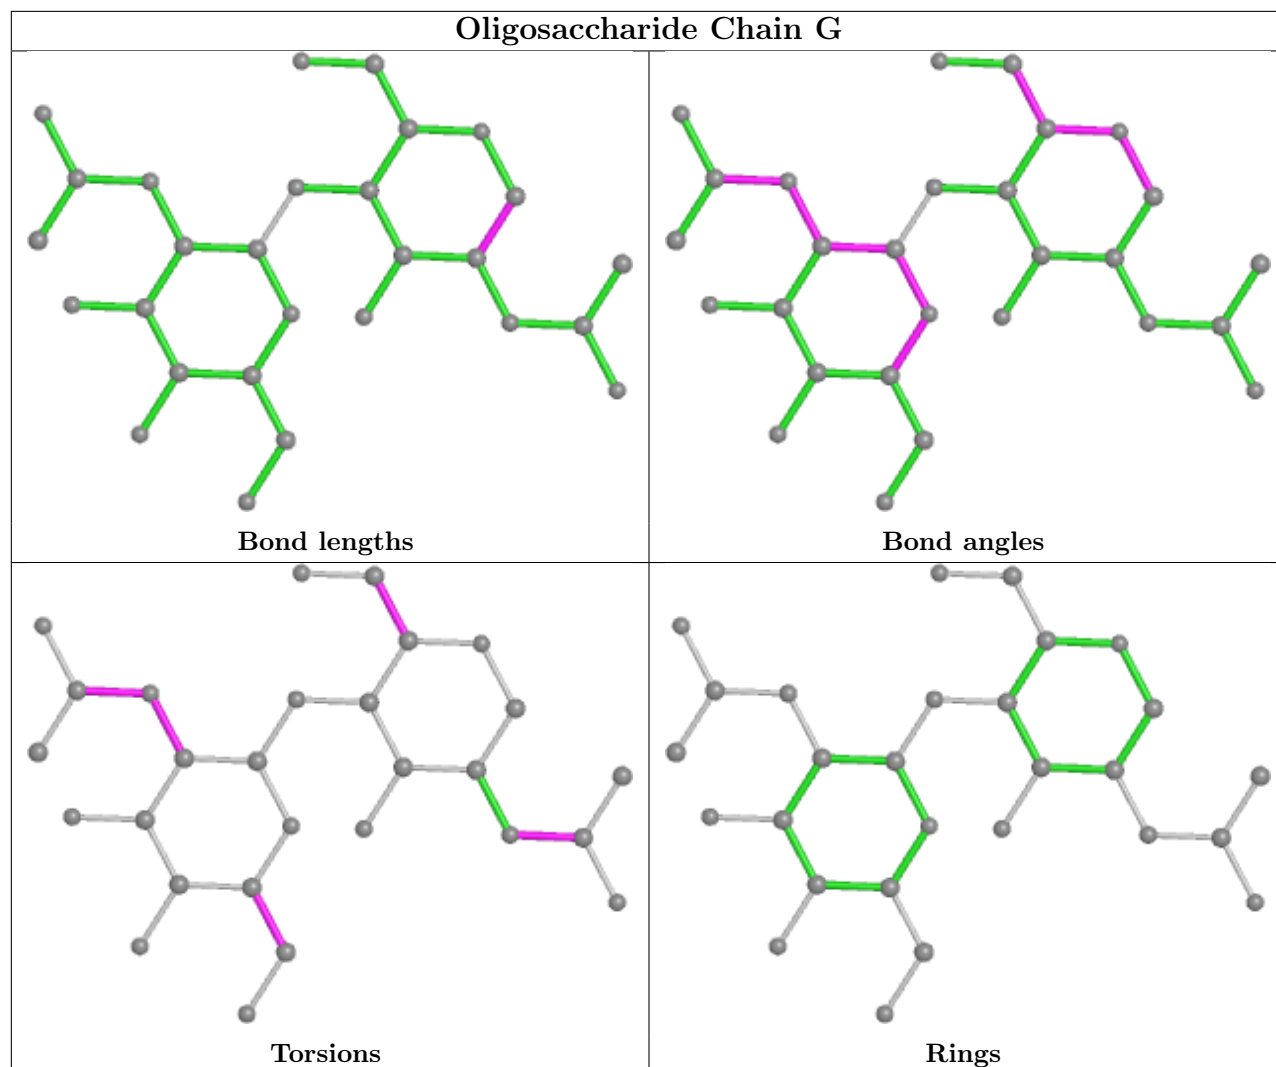 Oligosaccharide Chain G
Bond lengths
Bond angles
Torsions
Rings